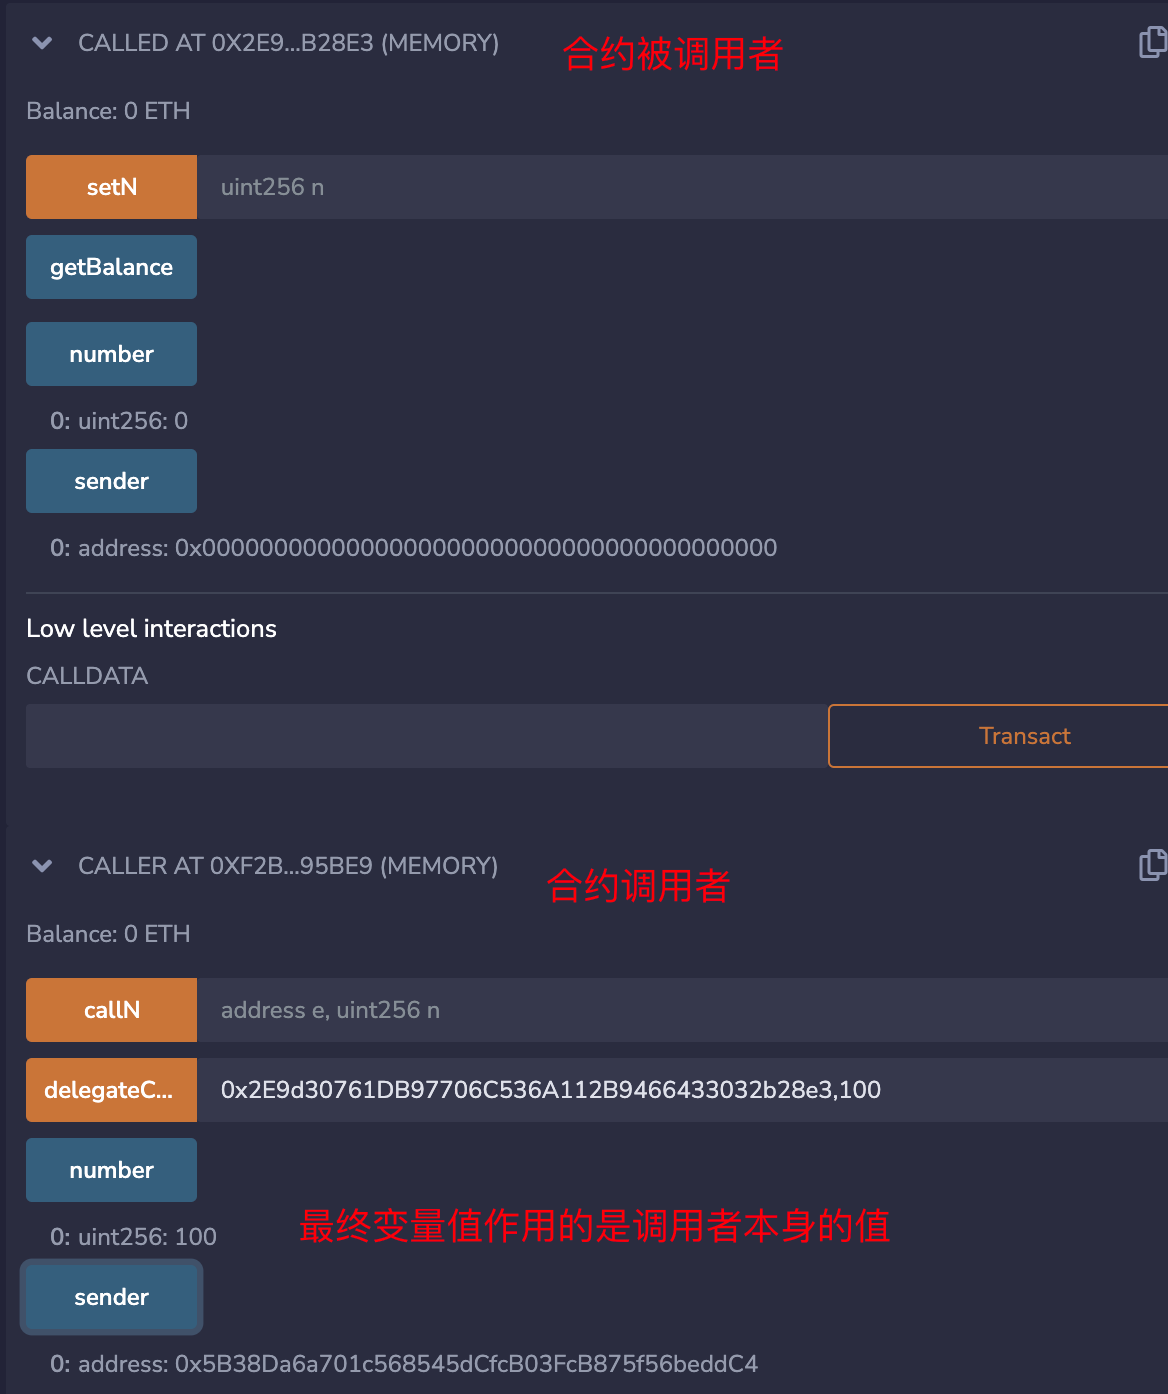 CALLED AT 0X2E9...B28E3 (MEMORY)
合约被调用者
Balance: 0 ETH
setN
uint256 n
getBalance
number
0: uint256: 0
sender
0: address: 0x0000000000000000000000000000000000000000
Low level interactions
CALLDATA
Transact
CALLER AT 0XF2B...95BE9 (MEMORY)
合约调用者
Balance: 0 ETH
callN
address e, uint256 n
delegateC...
0x2E9d30761DB97706C536A112B9466433032b28e3,100
number
0: uint256: 100
最终变量值作用的是调用者本身的值
sender
0: address: 0x5B38Da6a701c568545dCfcB03FcB875f56beddC4